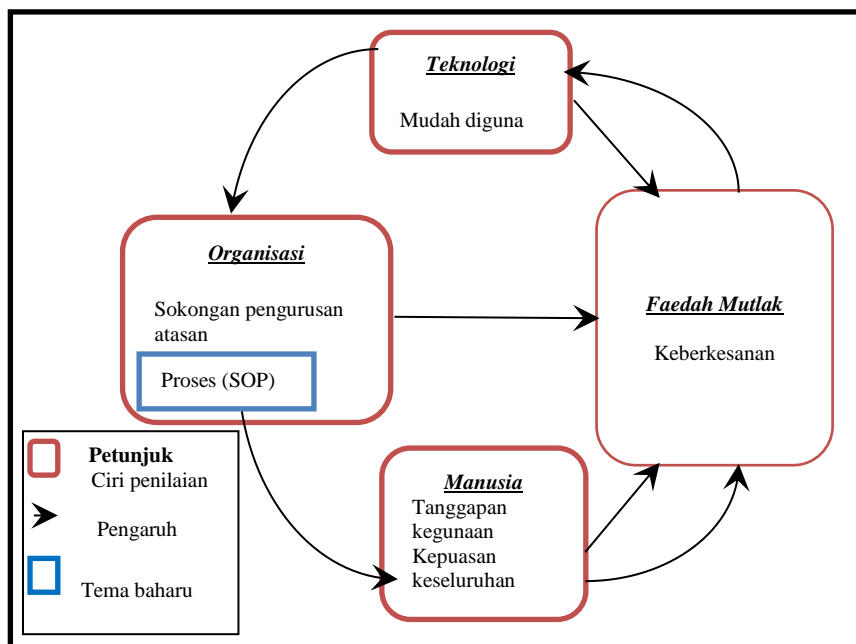 Teknologi
Mudah diguna
Organisasi
Sokongan pengurusan
atasan
Proses (SOP)
Faedah Mutlak
Keberkesanan
Manusia
Tanggapan
kegunaan
Kepuasan
keseluruhan
Petunjuk
Ciri penilaian
Pengaruh
Tema baharu